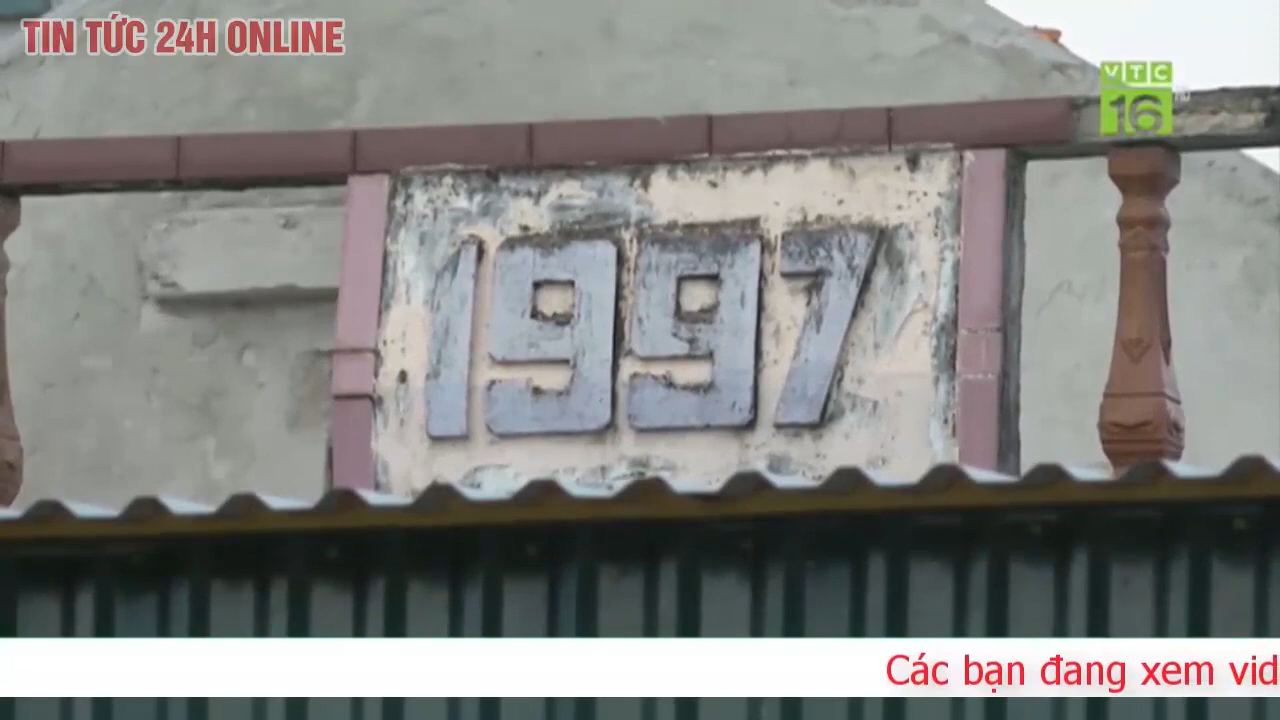 TIN TỨC 24H ONLINE
VTC
16
1997
Các bạn đang xem vid